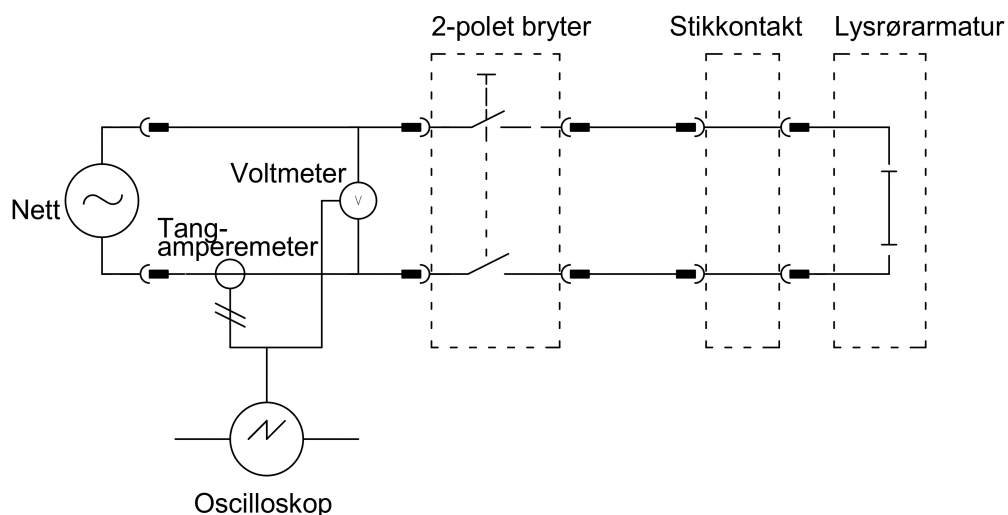 2-polet bryter
Stikkontakt
Lysrørarmatur
Voltmeter
V
Nett
Tang-
amperemeter
Oscilloskop